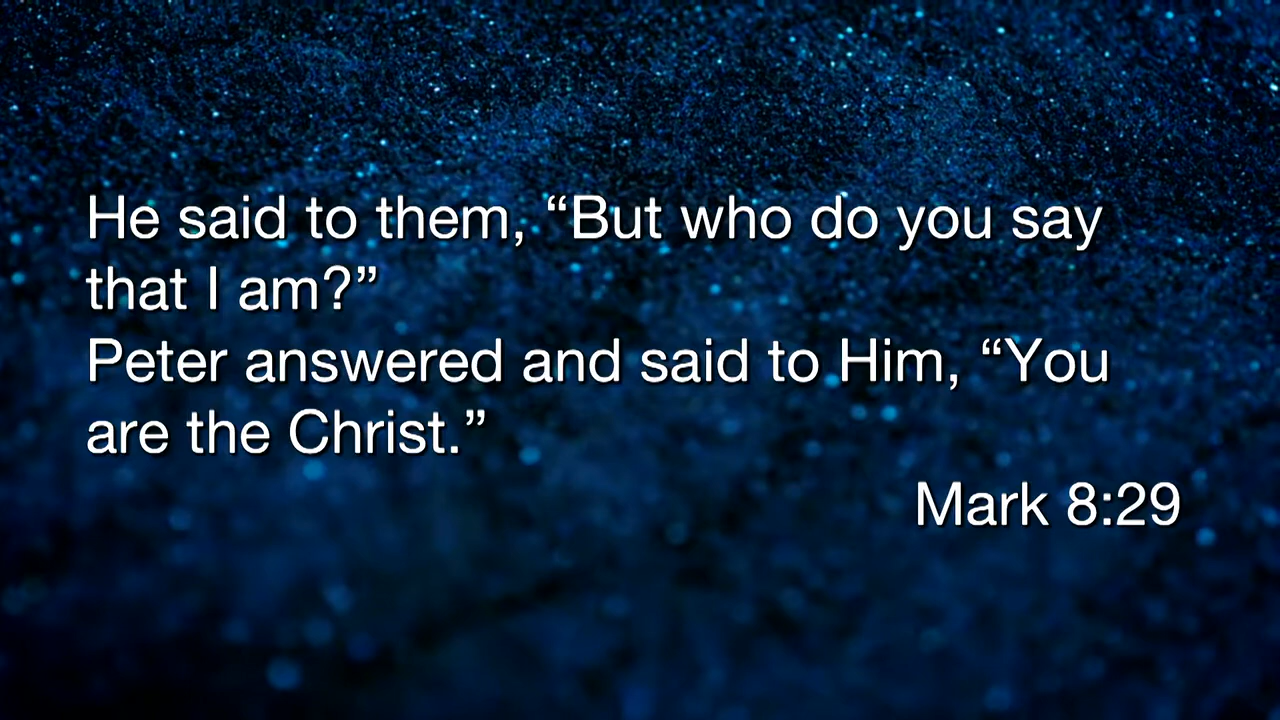 He said to them, “But who do you say
that I am?”
Peter answered and said to Him, “You
are the Christ.”
Mark 8:29